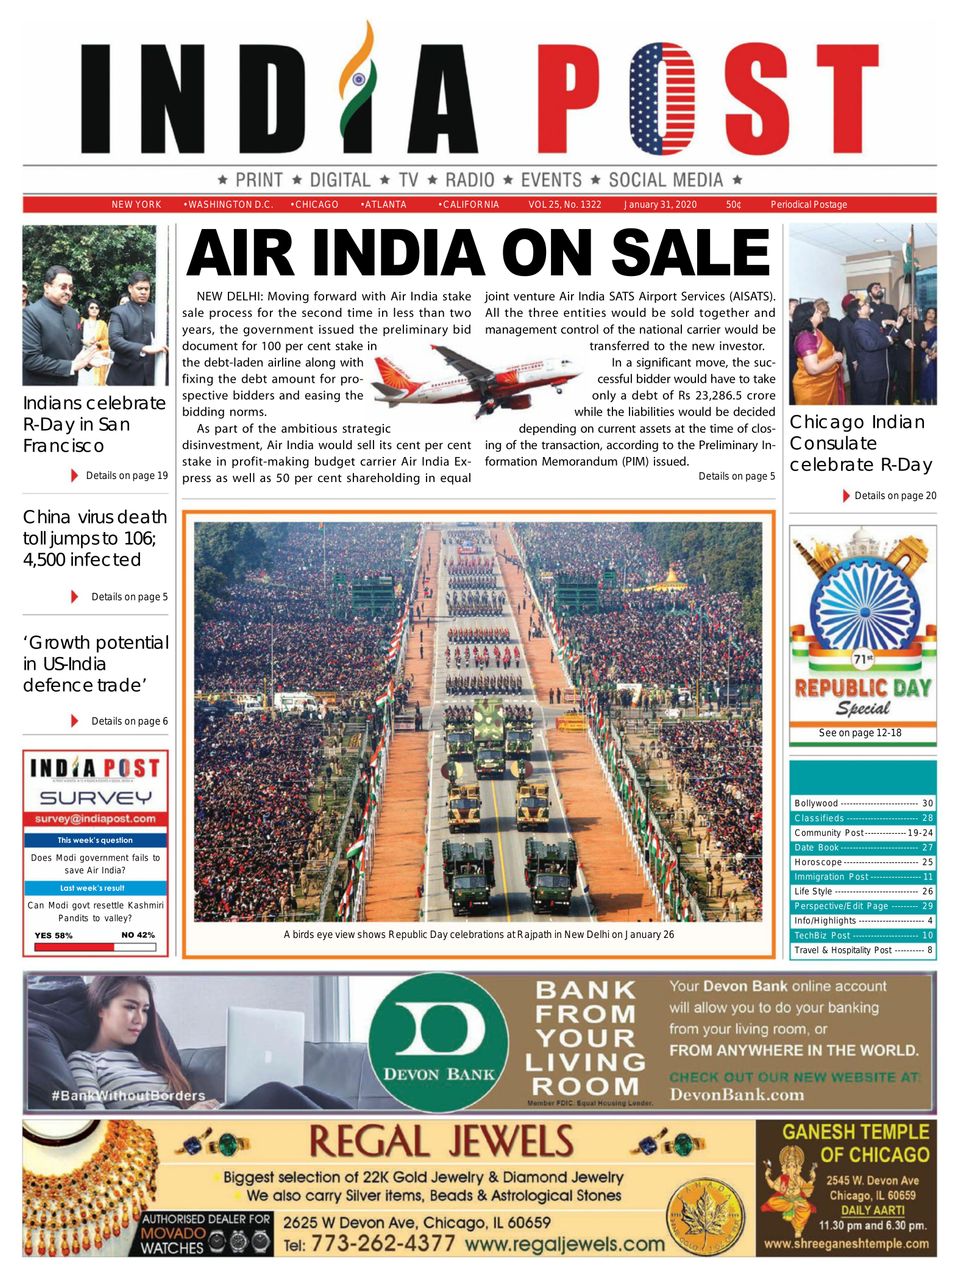 INDIA POST
★ PRINT ★ DIGITAL ★ TV ★ RADIO ★ EVENTS ★ SOCIAL MEDIA ★
NEW YORK •WASHINGTON D.C. •CHICAGO •ATLANTA •CALIFORNIA VOL 25, No. 1322 January 31, 2020 50¢ Periodical Postage
Indians celebrate
R-Day in San
Francisco
Details on page 19
China virus death
toll jumps to 106;
4,500 infected
Details on page 5
‘Growth potential
in US-India
defence trade’
Details on page 6
INDIA POST
SURVEY
survey@indiapost.com
This week's question
Does Modi government fails to
save Air India?
Last week's result
Can Modi govt resettle Kashmiri
Pandits to valley?
YES 58% NO 42%
AIR INDIA ON SALE
NEW DELHI: Moving forward with Air India stake
sale process for the second time in less than two
years, the government issued the preliminary bid
document for 100 per cent stake in
the debt-laden airline along with
fixing the debt amount for pro-
spective bidders and easing the
bidding norms.
As part of the ambitious strategic
disinvestment, Air India would sell its cent per cent
stake in profit-making budget carrier Air India Ex-
press as well as 50 per cent shareholding in equal
joint venture Air India SATS Airport Services (AISATS).
All the three entities would be sold together and
management control of the national carrier would be
transferred to the new investor.
In a significant move, the suc-
cessful bidder would have to take
only a debt of Rs 23,286.5 crore
while the liabilities would be decided
depending on current assets at the time of clos-
ing of the transaction, according to the Preliminary In-
formation Memorandum (PIM) issued.
Details on page 5
A birds eye view shows Republic Day celebrations at Rajpath in New Delhi on January 26
Chicago Indian
Consulate
celebrate R-Day
Details on page 20
71st
REPUBLIC DAY
Special
See on page 12-18
Bollywood -------------------------- 30
Classifieds ------------------------ 28
Community Post -------------- 19-24
Date Book -------------------------- 27
Horoscope ------------------------- 25
Immigration Post ----------------- 11
Life Style ---------------------------- 26
Perspective/Edit Page --------- 29
Info/Highlights ---------------------- 4
TechBiz Post ---------------------- 10
Travel & Hospitality Post ---------- 8
#BankWithoutBorders
DEVON BANK
BANK
FROM
YOUR
LIVING
ROOM
Member FDIC. Equal Housing Lender.
Your Devon Bank online account
will allow you to do your banking
from your living room, or
FROM ANYWHERE IN THE WORLD.
CHECK OUT OUR NEW WEBSITE AT:
DevonBank.com
REGAL JEWELS
Biggest selection of 22K Gold Jewelry & Diamond Jewelry
We also carry Silver items, Beads & Astrological Stones
AUTHORISED DEALER FOR
MOVADO
WATCHES
2625 W Devon Ave, Chicago, IL 60659
Tel: 773-262-4377 www.regaljewels.com
GANESH TEMPLE
OF CHICAGO
2545 W. Devon Ave
Chicago, IL 60659
DAILY AARTI
11.30 pm and 6.30 pm.
www.shreeganeshtemple.com